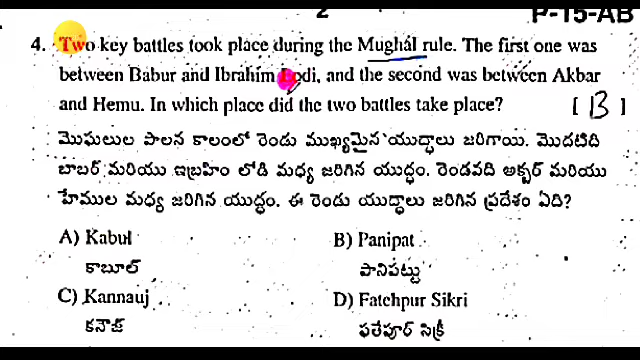 2
P-15-AB
4. Two key battles took place during the Mughal rule. The first one was
between Babur and Ibrahim Lodi, and the second was between Akbar
and Hemu. In which place did the two battles take place? [ B ]
మొఘలుల పాలన కాలంలో రెండు ముఖ్యమైన యుద్ధాలు జరిగాయి. మొదటిది
బాబర్ మరియు ఇబ్రహిం లోడి మధ్య జరిగిన యుద్ధం. రెండవది అక్బర్ మరియు
హేముల మధ్య జరిగిన యుద్ధం. ఈ రెండు యుద్ధాలు జరిగిన ప్రదేశం ఏది?
A) Kabul B) Panipat
కాబూల్ పానిపట్టు
C) Kannauj D) Fatehpur Sikri
కనౌజ్ ఫతేపూర్ సిక్రీ